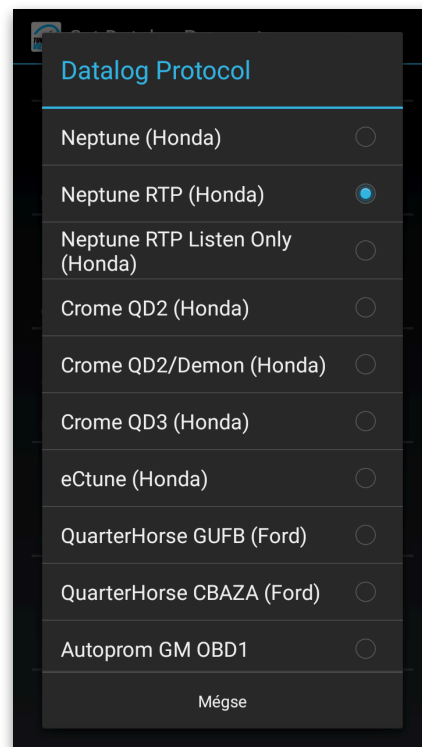 Datalog Protocol
Neptune (Honda)
Neptune RTP (Honda)
Neptune RTP Listen Only
(Honda)
Crome QD2 (Honda)
Crome QD2/Demon (Honda)
Crome QD3 (Honda)
eCtune (Honda)
QuarterHorse GUFB (Ford)
QuarterHorse CBAZA (Ford)
Autoprom GM OBD1
Mégse